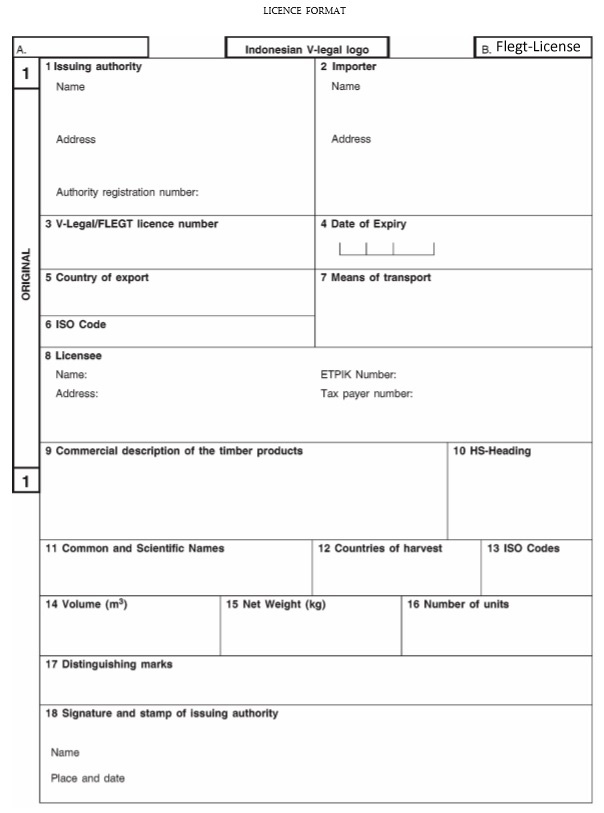 LICENCE FORMAT
A.
Indonesian V-legal logo
B. Flegt-License
1
ORIGINAL
1
1 Issuing authority
Name
Address
Authority registration number:
2 Importer
Name
Address
3 V-Legal/FLEGT licence number
4 Date of Expiry
5 Country of export
7 Means of transport
6 ISO Code
8 Licensee
Name:
ETPIK Number:
Address:
Tax payer number:
9 Commercial description of the timber products
10 HS-Heading
11 Common and Scientific Names
12 Countries of harvest
13 ISO Codes
14 Volume (m³)
15 Net Weight (kg)
16 Number of units
17 Distinguishing marks
18 Signature and stamp of issuing authority
Name
Place and date